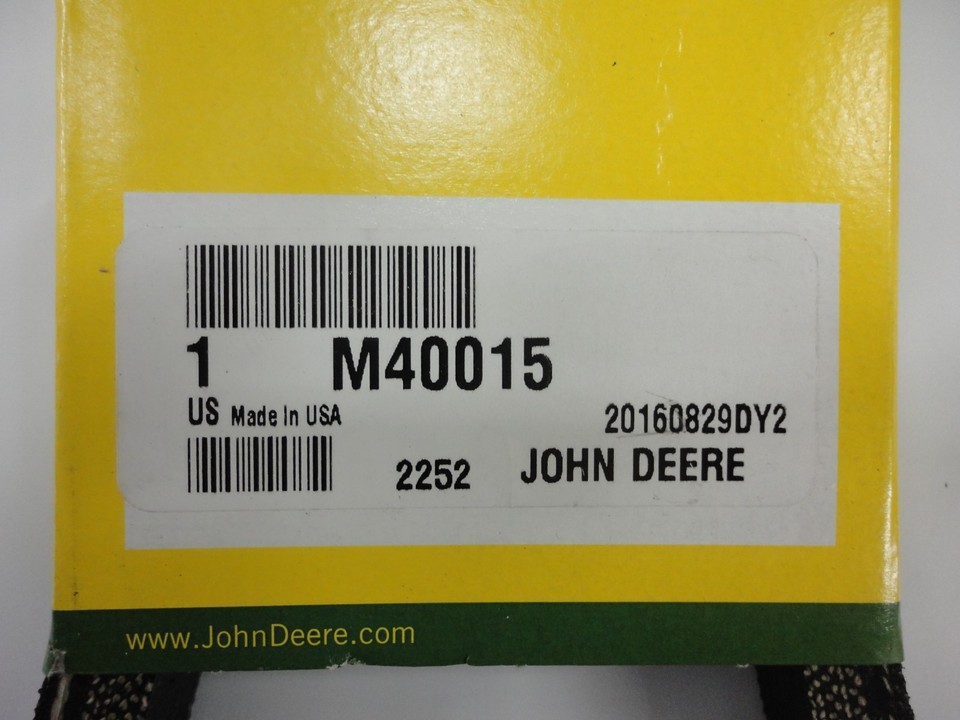 1 M40015
US Made In USA 20160829DY2
2252 JOHN DEERE
www.JohnDeere.com